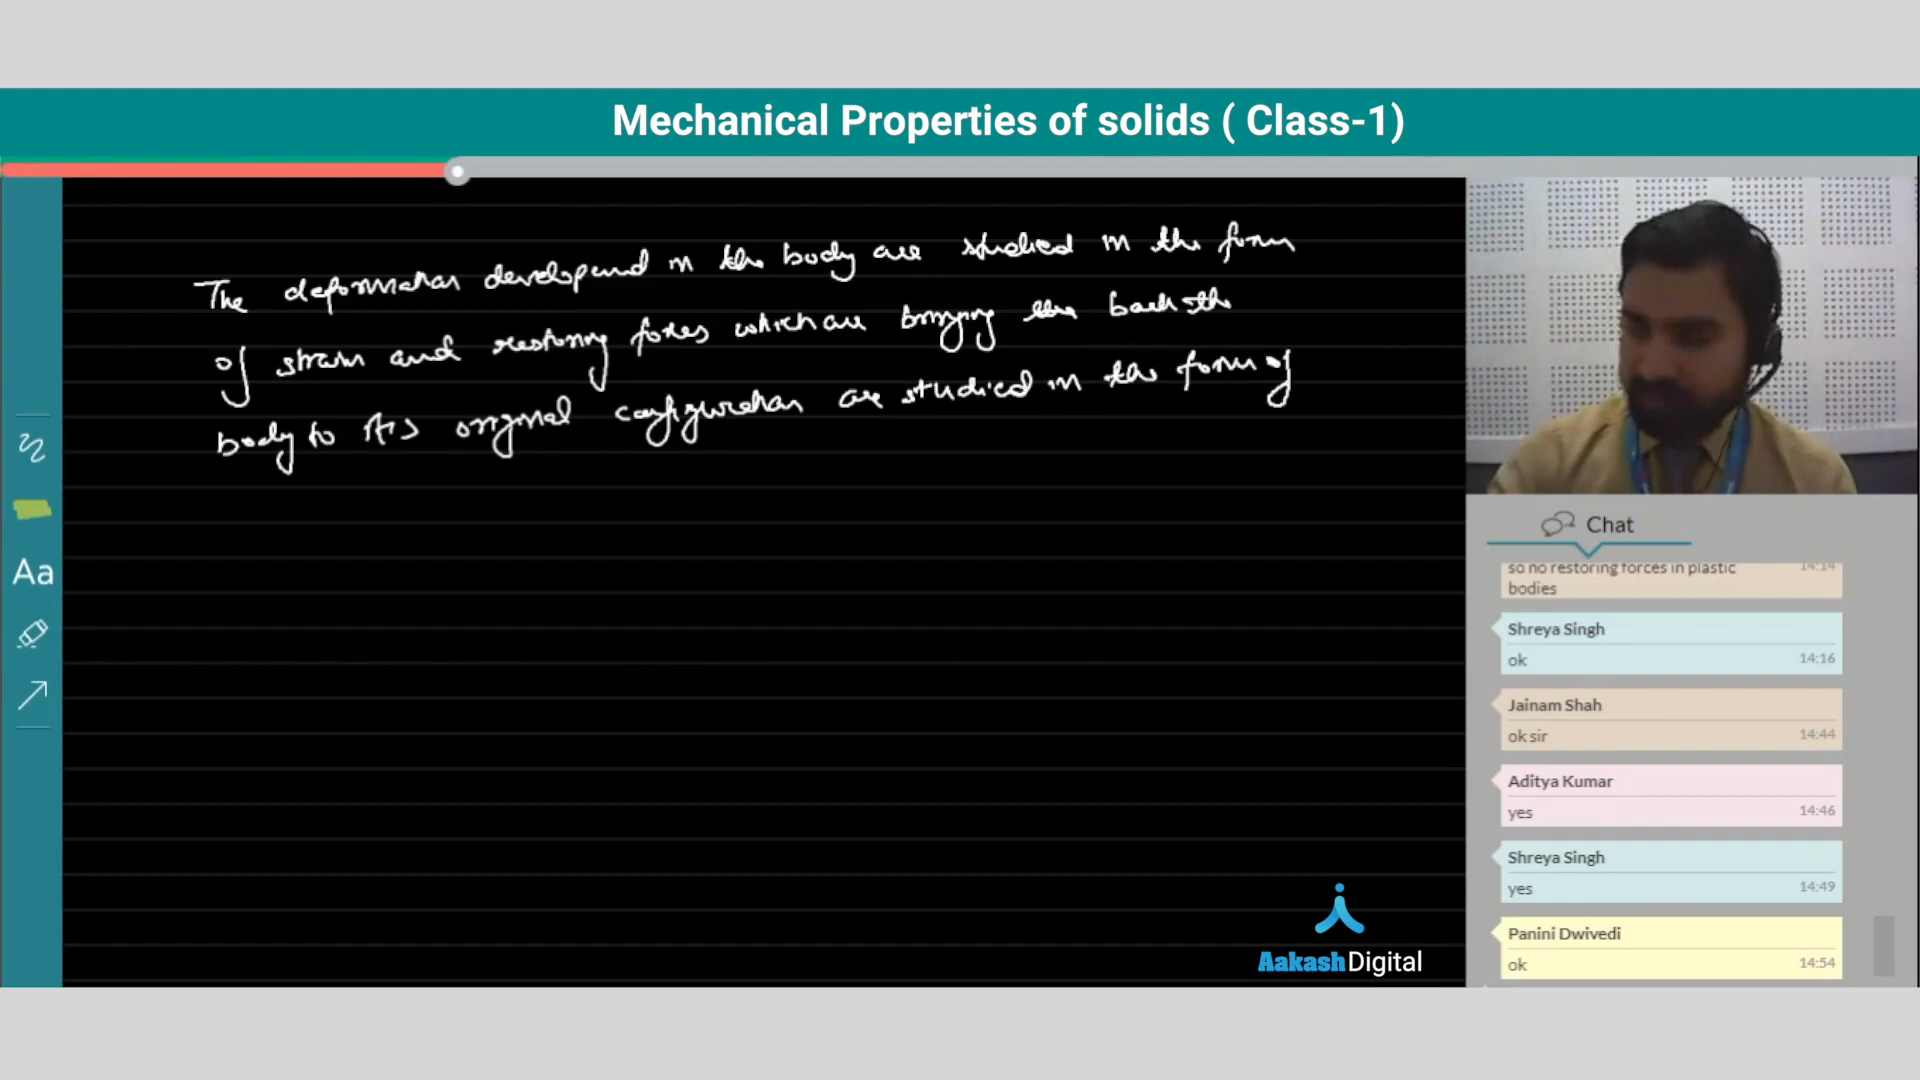 Mechanical Properties of solids ( Class-1)
The deformation developed in the body are studied in the form
of strain and restoring forces which are bringing the back the
body to its original configuration are studied in the form of
Aa
Chat
so no restoring forces in plastic 14:14
bodies
Shreya Singh
ok 14:16
Jainam Shah
ok sir 14:44
Aditya Kumar
yes 14:46
Shreya Singh
yes 14:49
Panini Dwivedi
ok 14:54
AakashDigital